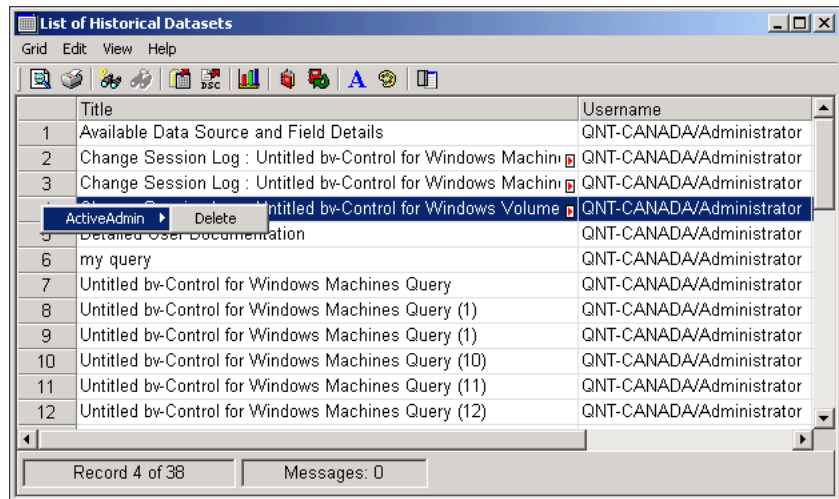 List of Historical Datasets
Grid Edit View Help
DSC A
Title Username
1 Available Data Source and Field Details QNT-CANADA/Administrator
2 Change Session Log : Untitled bv-Control for Windows Machin QNT-CANADA/Administrator
3 Change Session Log : Untitled bv-Control for Windows Machin QNT-CANADA/Administrator
Untitled bv-Control for Windows Volume QNT-CANADA/Administrator
ActiveAdmin Delete
Detailed User Documentation QNT-CANADA/Administrator
6 my query QNT-CANADA/Administrator
7 Untitled bv-Control for Windows Machines Query QNT-CANADA/Administrator
8 Untitled bv-Control for Windows Machines Query (1) QNT-CANADA/Administrator
9 Untitled bv-Control for Windows Machines Query (1) QNT-CANADA/Administrator
10 Untitled bv-Control for Windows Machines Query (10) QNT-CANADA/Administrator
11 Untitled bv-Control for Windows Machines Query (11) QNT-CANADA/Administrator
12 Untitled bv-Control for Windows Machines Query (12) QNT-CANADA/Administrator
Record 4 of 38 Messages: 0